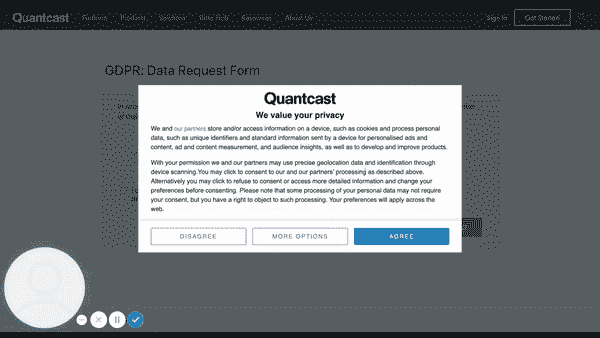 Quantcast Products Solutions Resources About Us Sign In Get Started
GDPR: Data Request Form
Quantcast
We value your privacy
We and our partners store and/or access information on a device, such as cookies and process personal
data, such as unique identifiers and standard information sent by a device for personalised ads and
content, ad and content measurement, and audience insights, as well as to develop and improve products.
With your permission we and our partners may use precise geolocation data and identification through
device scanning.You may click to consent to our and our partners' processing as described above.
Alternatively you may click to refuse to consent or access more detailed information and change your
preferences before consenting. Please note that some processing of your personal data may not require
your consent, but you have a right to object to such processing. Your preferences will apply across the
web.
DISAGREE MORE OPTIONS AGREE